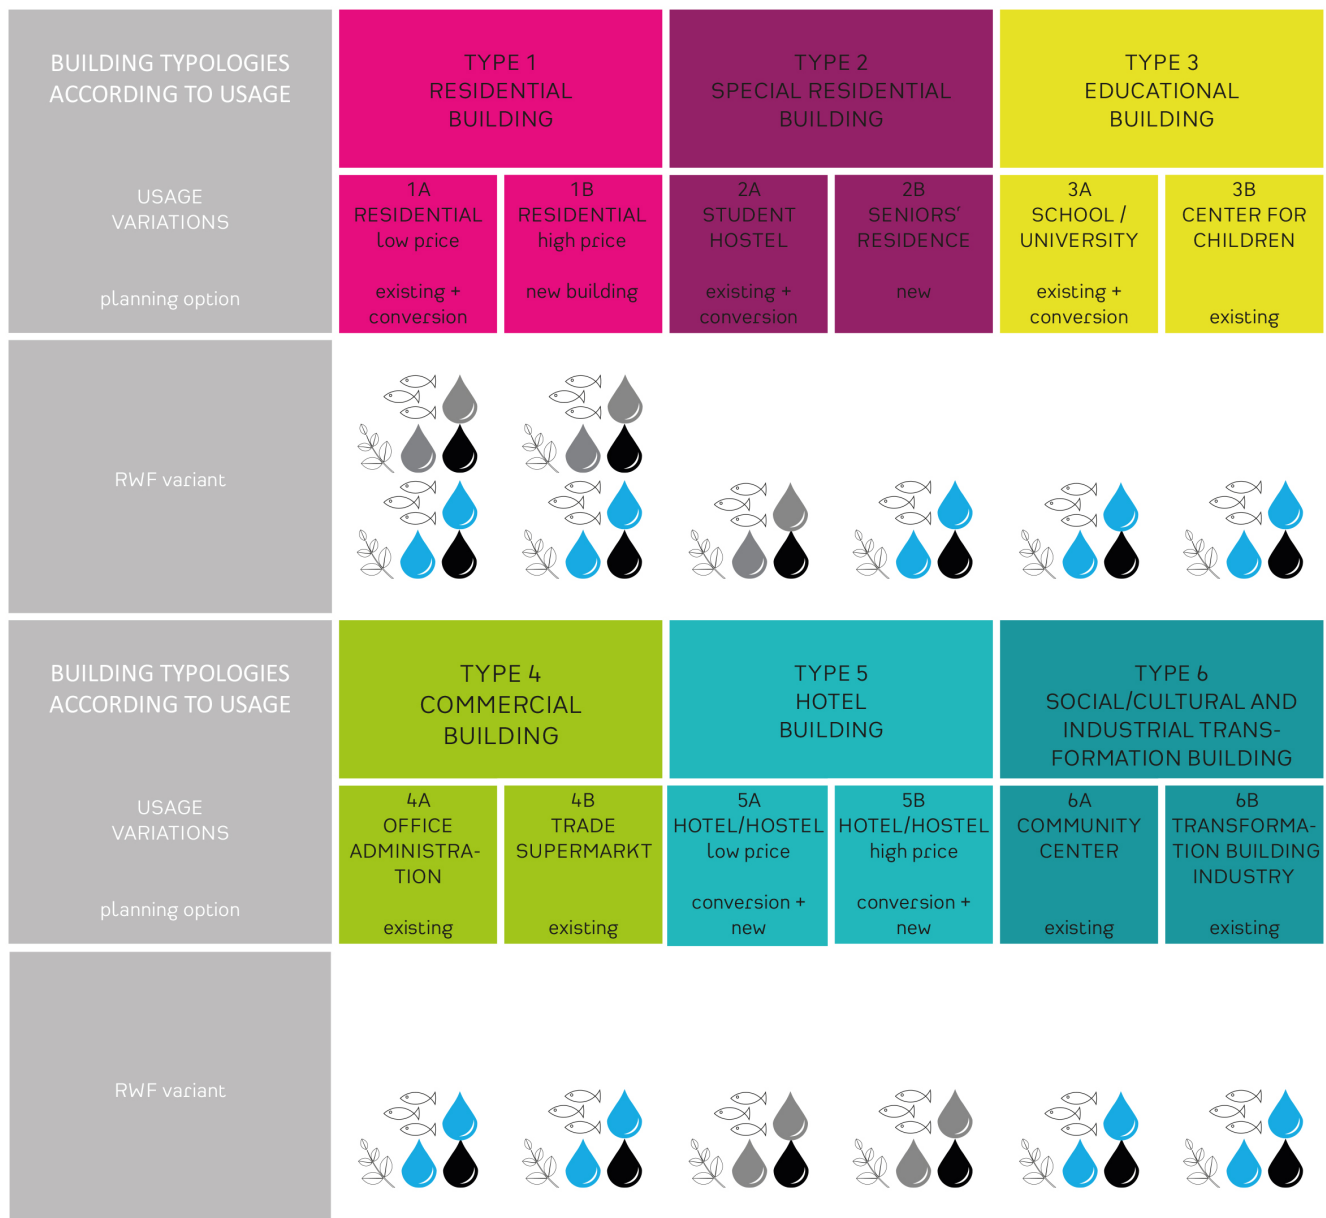 BUILDING TYPOLOGIES
ACCORDING TO USAGE
TYPE 1
RESIDENTIAL
BUILDING
TYPE 2
SPECIAL RESIDENTIAL
BUILDING
TYPE 3
EDUCATIONAL
BUILDING
USAGE
VARIATIONS
planning option
1A
RESIDENTIAL
low price
existing +
conversion
1B
RESIDENTIAL
high price
new building
2A
STUDENT
HOSTEL
existing +
conversion
2B
SENIORS'
RESIDENCE
new
3A
SCHOOL /
UNIVERSITY
existing +
conversion
3B
CENTER FOR
CHILDREN
existing
RWF variant
BUILDING TYPOLOGIES
ACCORDING TO USAGE
TYPE 4
COMMERCIAL
BUILDING
TYPE 5
HOTEL
BUILDING
TYPE 6
SOCIAL/CULTURAL AND
INDUSTRIAL TRANS-
FORMATION BUILDING
USAGE
VARIATIONS
planning option
4A
OFFICE
ADMINISTRA-
TION
existing
4B
TRADE
SUPERMARKT
existing
5A
HOTEL/HOSTEL
low price
conversion +
new
5B
HOTEL/HOSTEL
high price
conversion +
new
6A
COMMUNITY
CENTER
existing
6B
TRANSFORMA-
TION BUILDING
INDUSTRY
existing
RWF variant